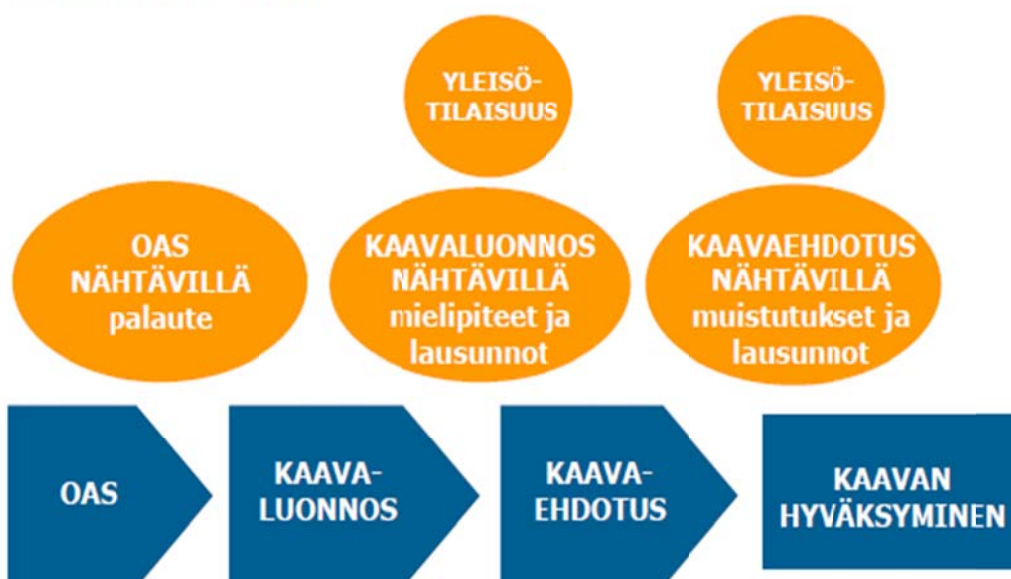 YLEISÖ-
TILAISUUS
YLEISÖ-
TILAISUUS
OAS
NÄHTÄVILLÄ
palaute
KAAVALUONNOS
NÄHTÄVILLÄ
mielipiteet ja
lausunnot
KAAVAEHDOTUS
NÄHTÄVILLÄ
muistutukset ja
lausunnot
OAS
KAAVA-
LUONNOS
KAAVA-
EHDOTUS
KAAVAN
HYVÄKSYMINEN